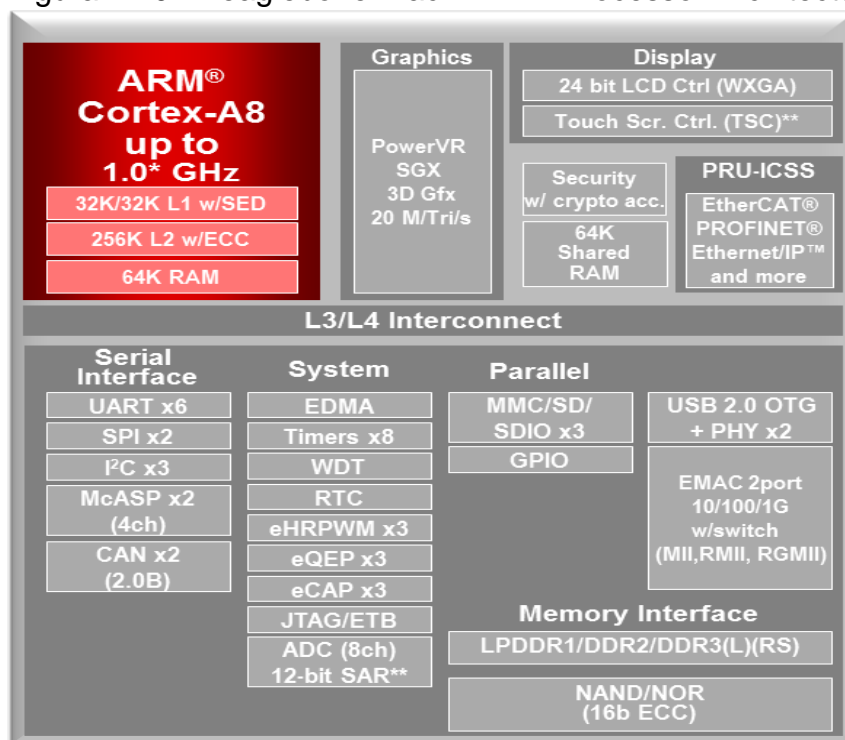 ARM®
Cortex-A8
up to
1.0* GHz
32K/32K L1 w/SED
256K L2 w/ECC
64K RAM
Graphics
PowerVR
SGX
3D Gfx
20 M/Tri/s
Display
24 bit LCD Ctrl (WXGA)
Touch Scr. Ctrl. (TSC)**
Security
w/ crypto acc.
64K
Shared
RAM
PRU-ICSS
EtherCAT®
PROFINET®
Ethernet/IP™
and more
L3/L4 Interconnect
Serial
Interface
UART x6
SPI x2
I²C x3
McASP x2
(4ch)
CAN x2
(2.0B)
System
EDMA
Timers x8
WDT
RTC
eHRPWM x3
eQEP x3
eCAP x3
JTAG/ETB
ADC (8ch)
12-bit SAR**
Parallel
MMC/SD/
SDIO x3
GPIO
USB 2.0 OTG
+ PHY x2
EMAC 2port
10/100/1G
w/switch
(MII,RMII, RGMII)
Memory Interface
LPDDR1/DDR2/DDR3(L)(RS)
NAND/NOR
(16b ECC)